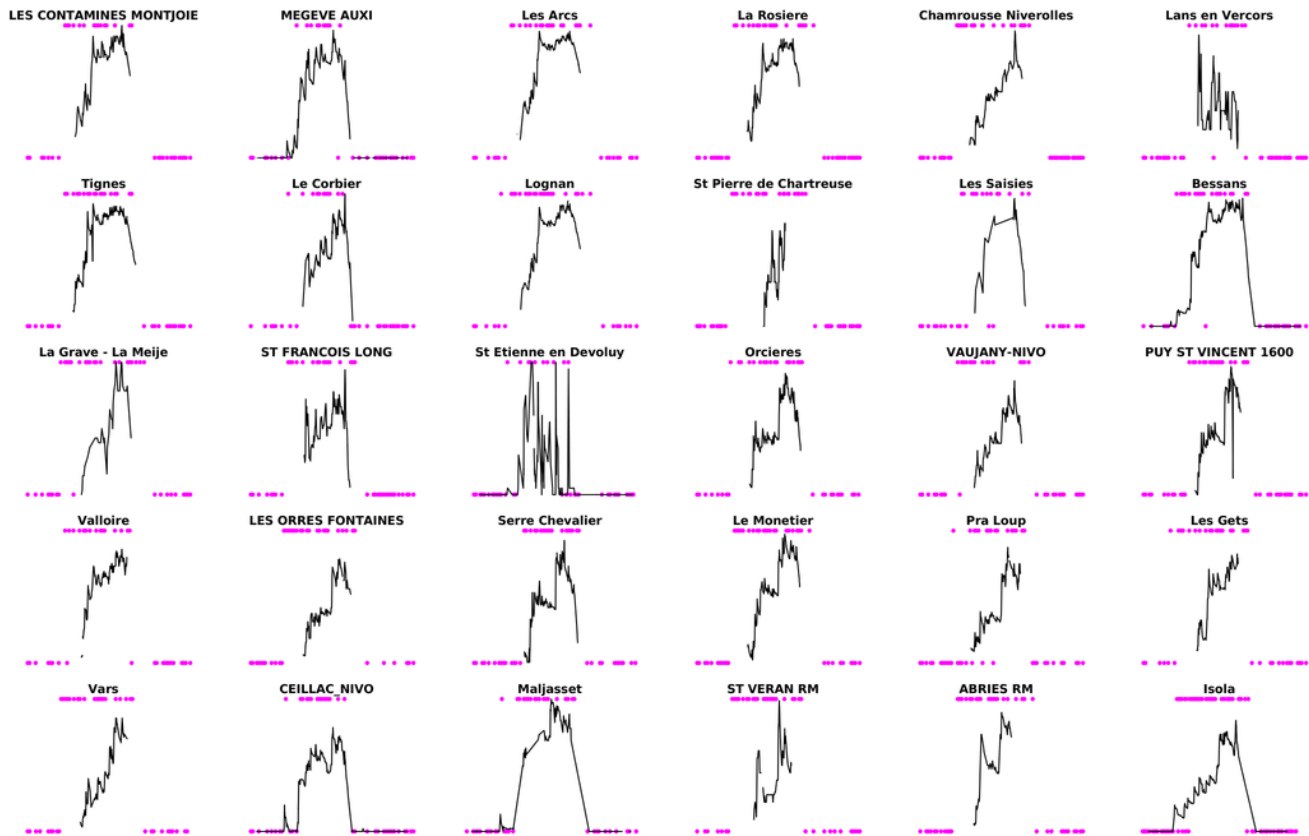 LES CONTAMINES MONTJOIE
MEGEVE AUXI
Les Arcs
La Rosiere
Chamrousse Niverolles
Lans en Vercors
Tignes
Le Corbier
Lognan
St Pierre de Chartreuse
Les Saisies
Bessans
La Grave - La Meije
ST FRANCOIS LONG
St Etienne en Devoluy
Orcieres
VAUJANY-NIVO
PUY ST VINCENT 1600
Valloire
LES ORRES FONTAINES
Serre Chevalier
Le Monetier
Pra Loup
Les Gets
Vars
CEILLAC_NIVO
Maljasset
ST VERAN RM
ABRIES RM
Isola